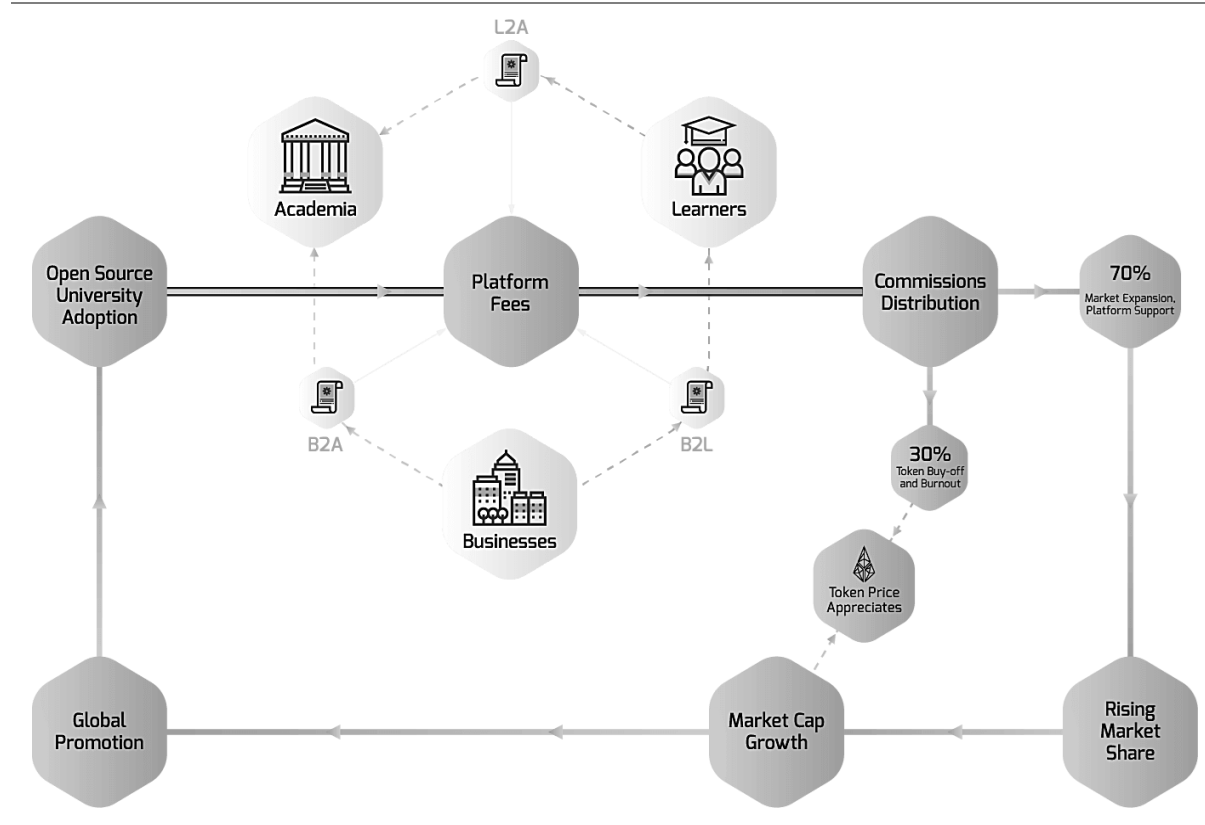 L2A
Academia
Learners
Open Source
University
Adoption
Platform
Fees
Commissions
Distribution
70%
Market Expansion,
Platform Support
B2A
B2L
30%
Token Buy-off
and Burnout
Businesses
Token Price
Appreciates
Global
Promotion
Market Cap
Growth
Rising
Market
Share